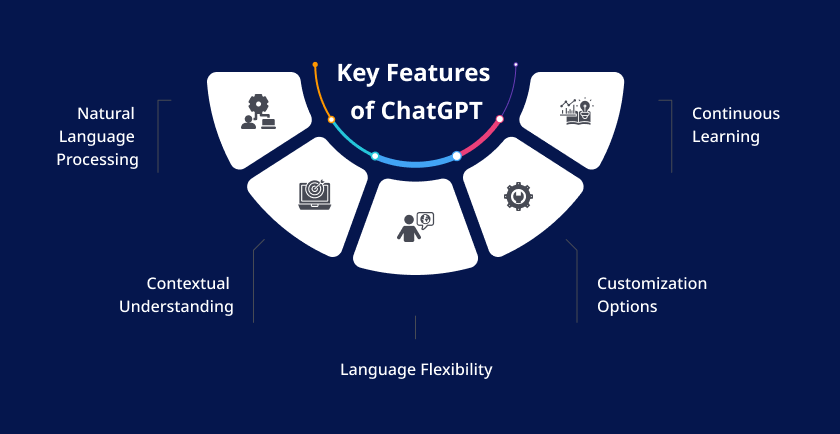 Key Features
of ChatGPT
Natural
Language
Processing
Continuous
Learning
Contextual
Understanding
Customization
Options
Language Flexibility